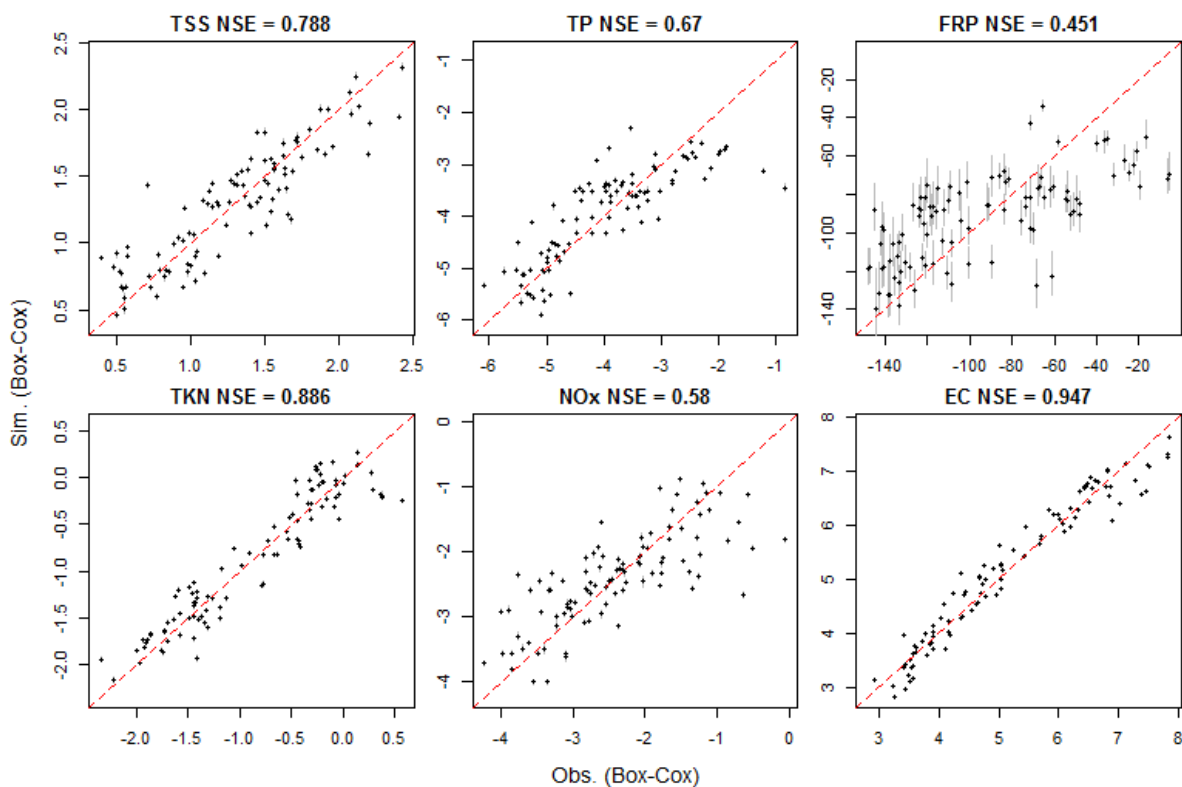 TSS NSE = 0.788
TP NSE = 0.67
FRP NSE = 0.451
2.5
2.0
1.5
1.0
0.5
0.5 1.0 1.5 2.0 2.5
-1
-2
-3
-4
-5
-6
-6 -5 -4 -3 -2 -1
-20
-60
-100
-140
-140 -100 -80 -60 -40 -20
Sim. (Box-Cox)
TKN NSE = 0.886
NOx NSE = 0.58
EC NSE = 0.947
0.5
0.0
-0.5
-1.0
-1.5
-2.0
-2.0 -1.5 -1.0 -0.5 0.0 0.5
0
-1
-2
-3
-4
-4 -3 -2 -1 0
8
7
6
5
4
3
3 4 5 6 7 8
Obs. (Box-Cox)